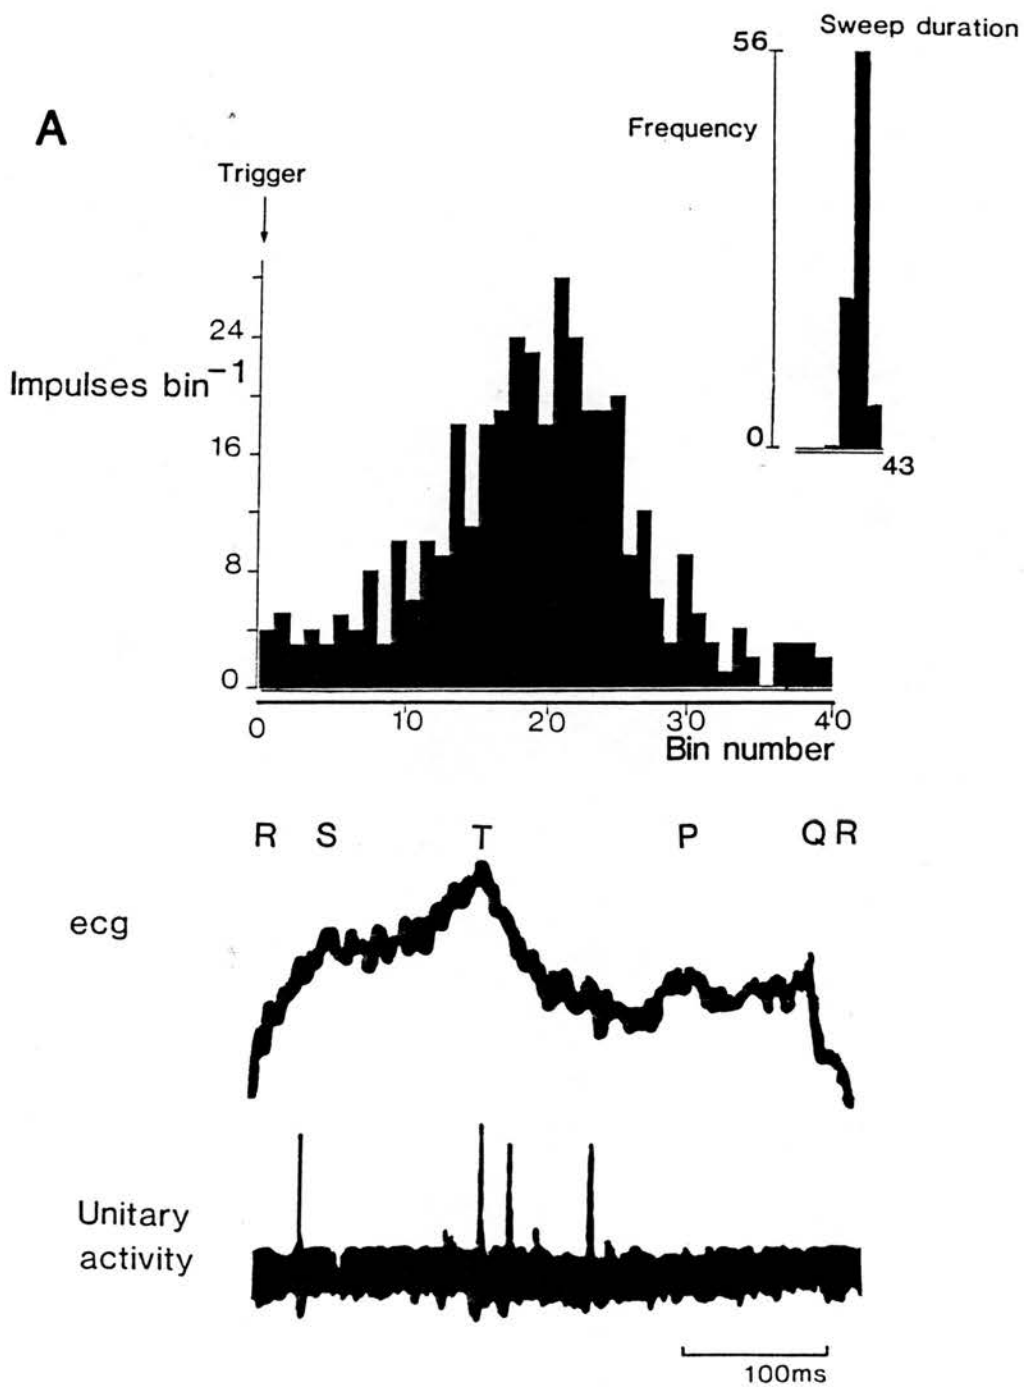 Sweep duration
56
A
Frequency
Trigger
24
Impulses bin⁻¹
16
0
43
8
0
0 10 20 30 40
Bin number
R S T P Q R
ecg
Unitary
activity
100ms